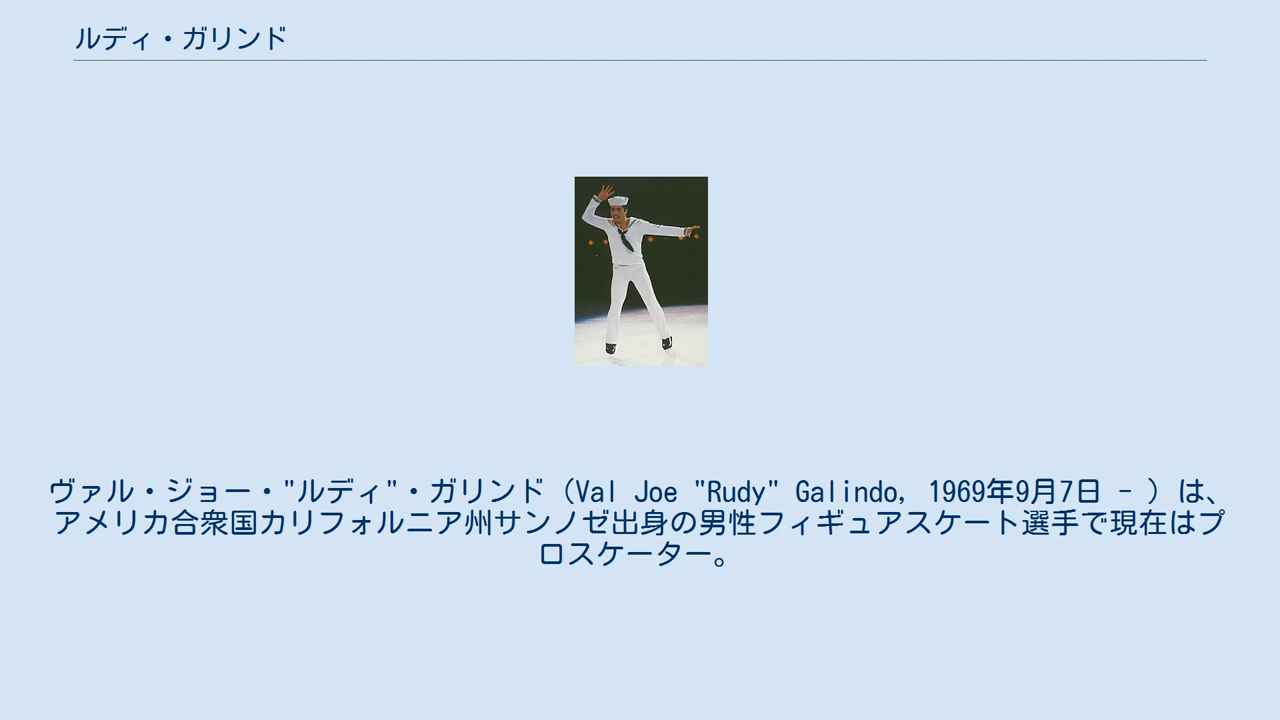 ルディ・ガリンド
ヴァル・ジョー・"ルディ"・ガリンド（Val Joe "Rudy" Galindo, 1969年9月7日 - ）は、
アメリカ合衆国カリフォルニア州サンノゼ出身の男性フィギュアスケート選手で現在はプ
ロスケーター。